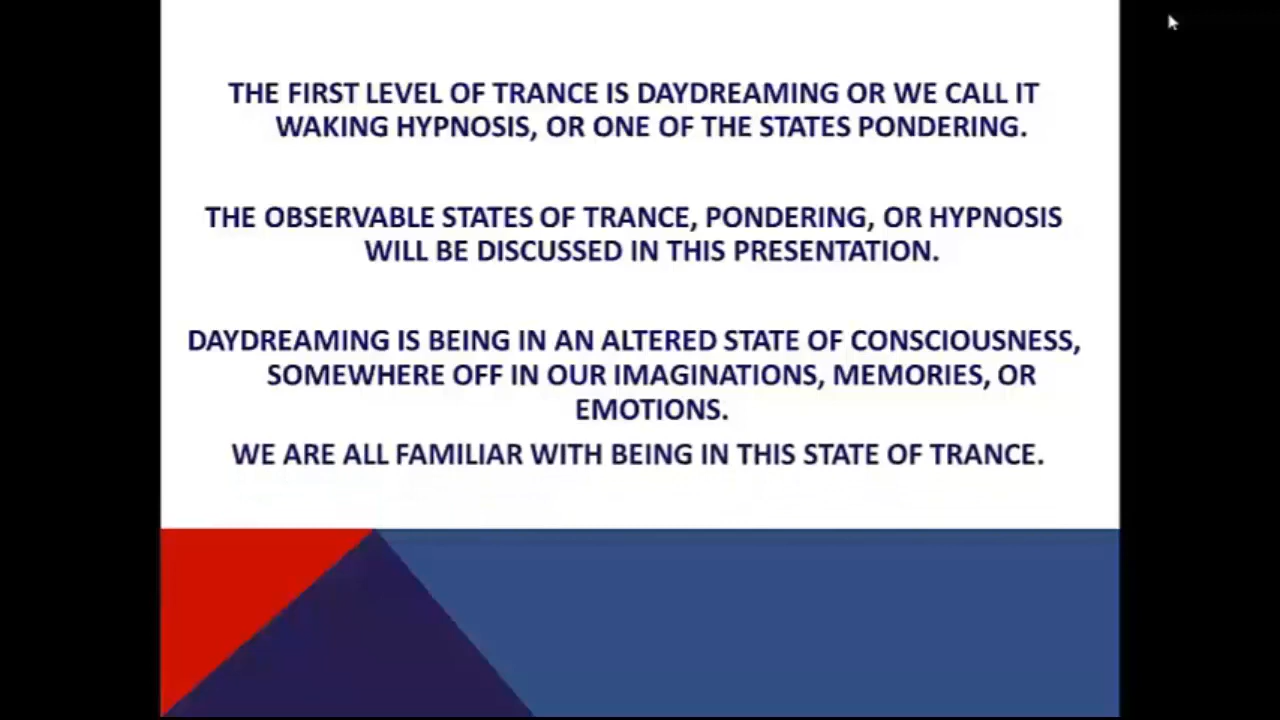 THE FIRST LEVEL OF TRANCE IS DAYDREAMING OR WE CALL IT
WAKING HYPNOSIS, OR ONE OF THE STATES PONDERING.
THE OBSERVABLE STATES OF TRANCE, PONDERING, OR HYPNOSIS
WILL BE DISCUSSED IN THIS PRESENTATION.
DAYDREAMING IS BEING IN AN ALTERED STATE OF CONSCIOUSNESS,
SOMEWHERE OFF IN OUR IMAGINATIONS, MEMORIES, OR
EMOTIONS.
WE ARE ALL FAMILIAR WITH BEING IN THIS STATE OF TRANCE.